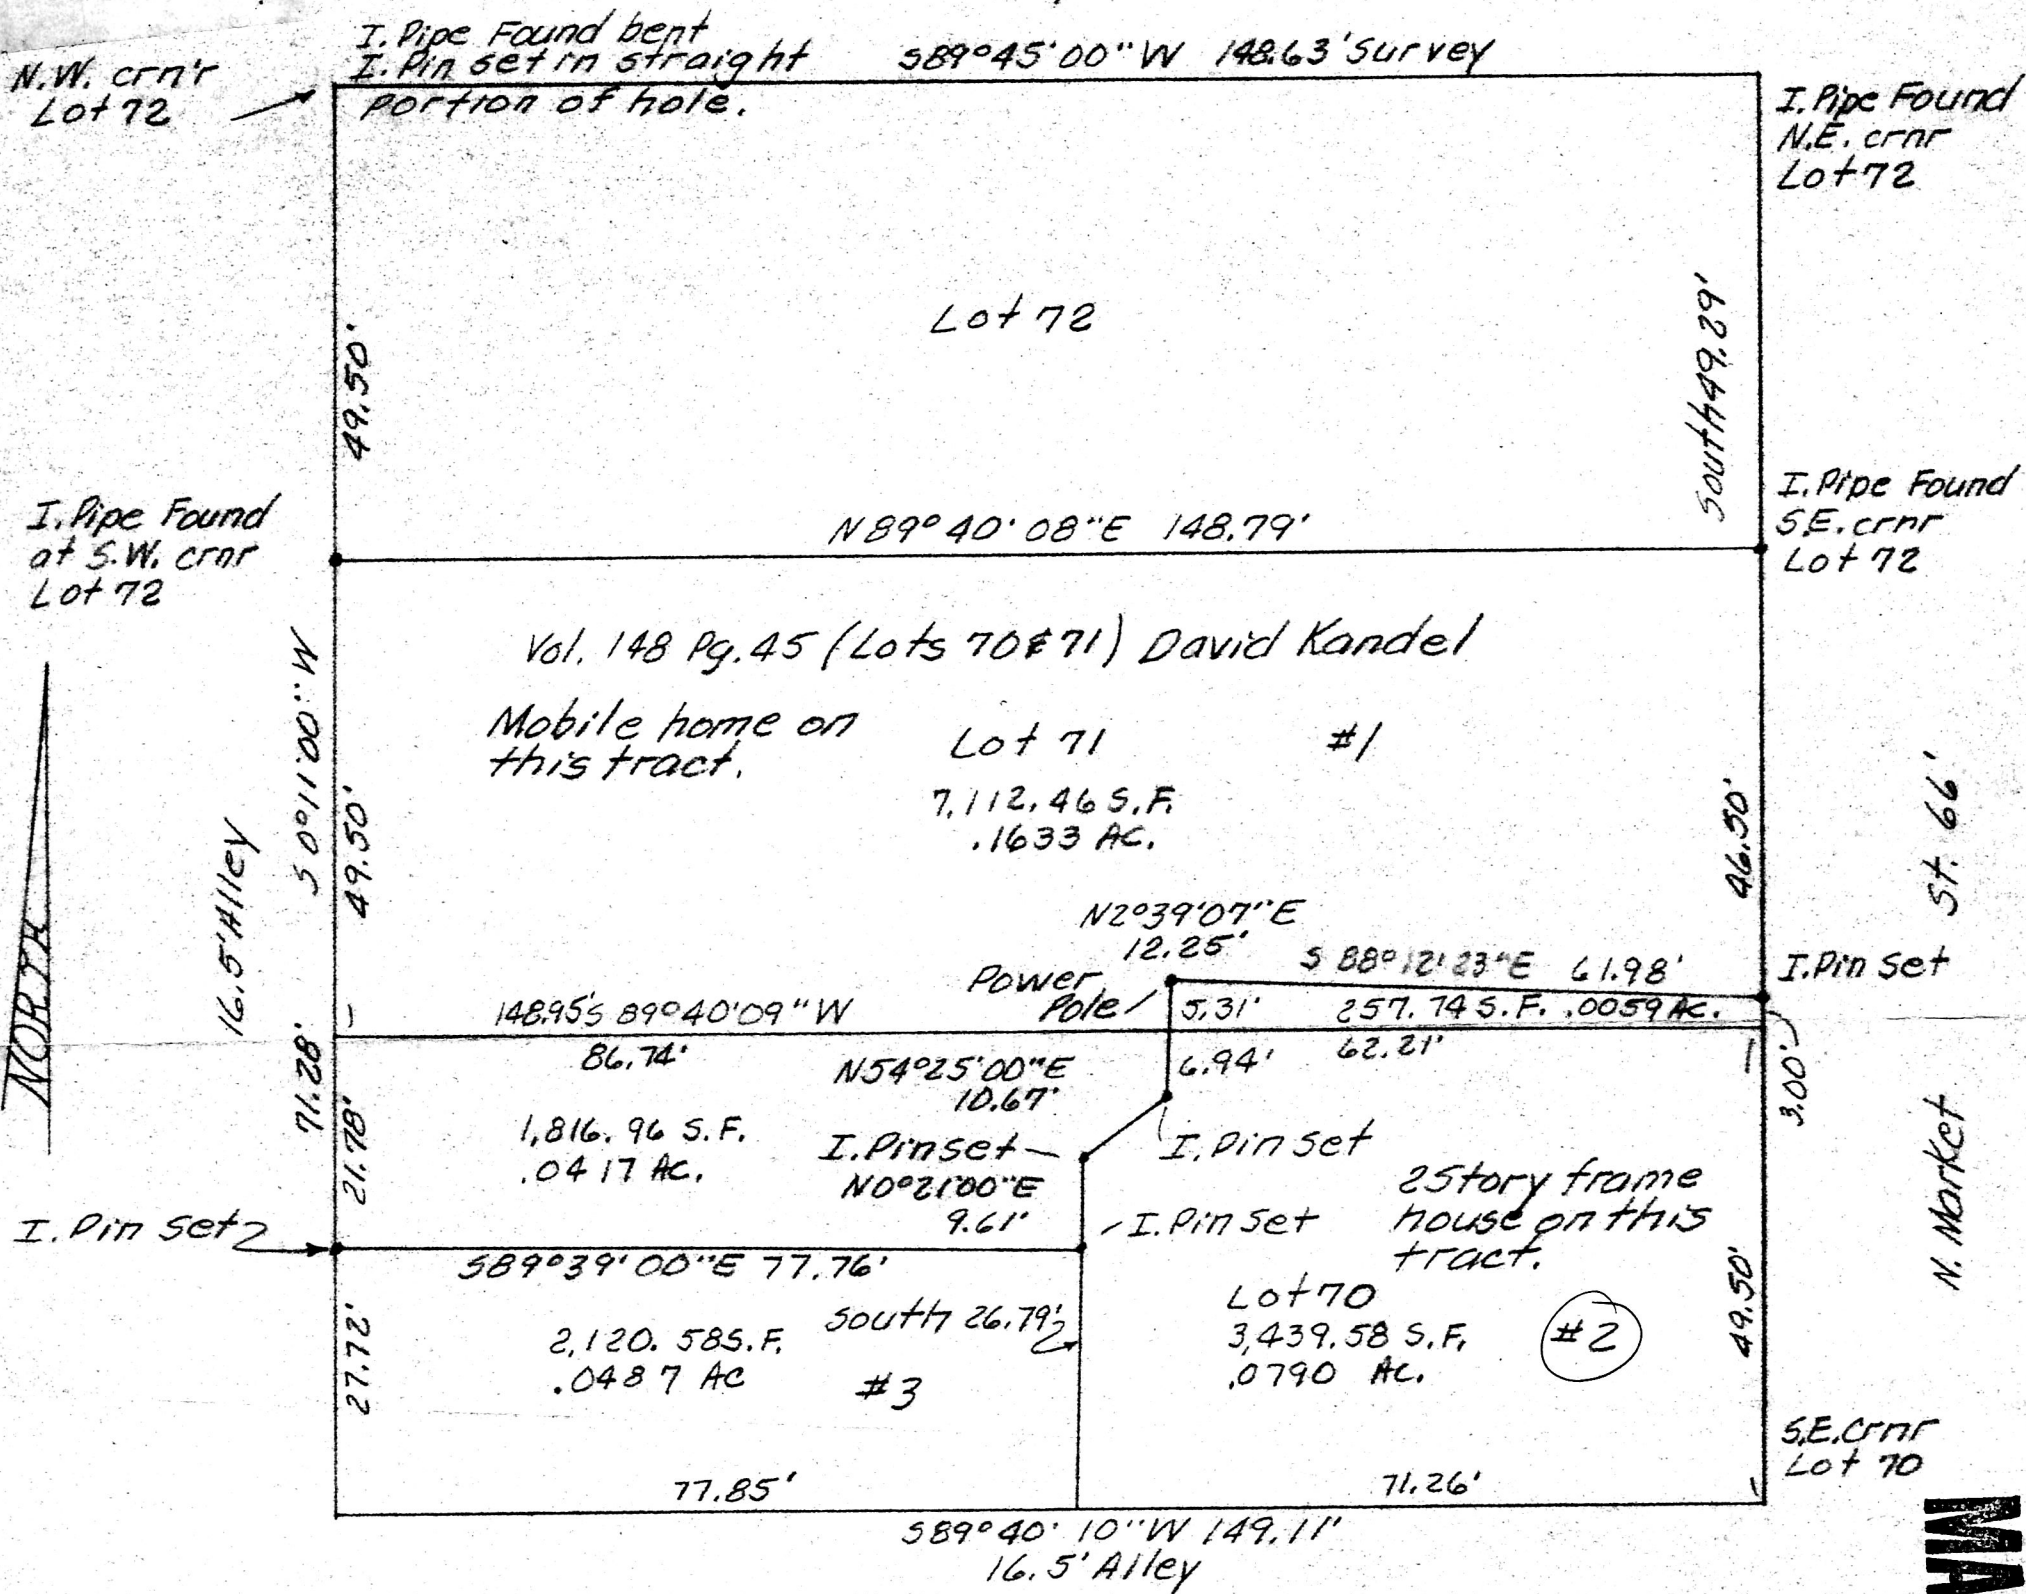 I. Pipe Found bent
I. Pin set in straight
portion of hole.
S89°45'00"W 148.63' Survey
N.W. crn'r
Lot 72
I. Pipe Found
N.E. crnr
Lot 72
Lot 72
49.50'
South 49.29'
I. Pipe Found
at S.W. crnr
Lot 72
N89°40'08"E 148.79'
I. Pipe Found
S.E. crnr
Lot 72
Vol. 148 Pg. 45 (Lots 70&71) David Kandel
Mobile home on
this tract.
Lot 71
#1
7,112.46 S.F.
.1633 AC.
S 0°11'00"W
49.50'
16.5' Alley
71.28'
NORTH
46.50'
St. 66'
N. Market
N2°39'07"E
12.25'
S 88°12'23"E 61.98'
I. Pin set
Power
Pole
5.31'
257.74 S.F. .0059 AC.
148.95' S 89°40'09"W
86.74'
62.21'
N54°25'00"E
10.67'
6.94'
3.00'
21.78'
1,816.96 S.F.
.0417 AC.
I. Pin set
I. Pin set
N0°21'00"E
9.61'
I. Pin set
2 Story frame
house on this
tract.
I. Pin set
S89°39'00"E 77.76'
South 26.79'
Lot 70
3,439.58 S.F.
.0790 AC.
#2
49.50'
27.72'
2,120.58 S.F.
.0487 AC
#3
S.E. crnr
Lot 70
77.85'
71.26'
S89°40'10"W 149.11'
16.5' Alley
MA